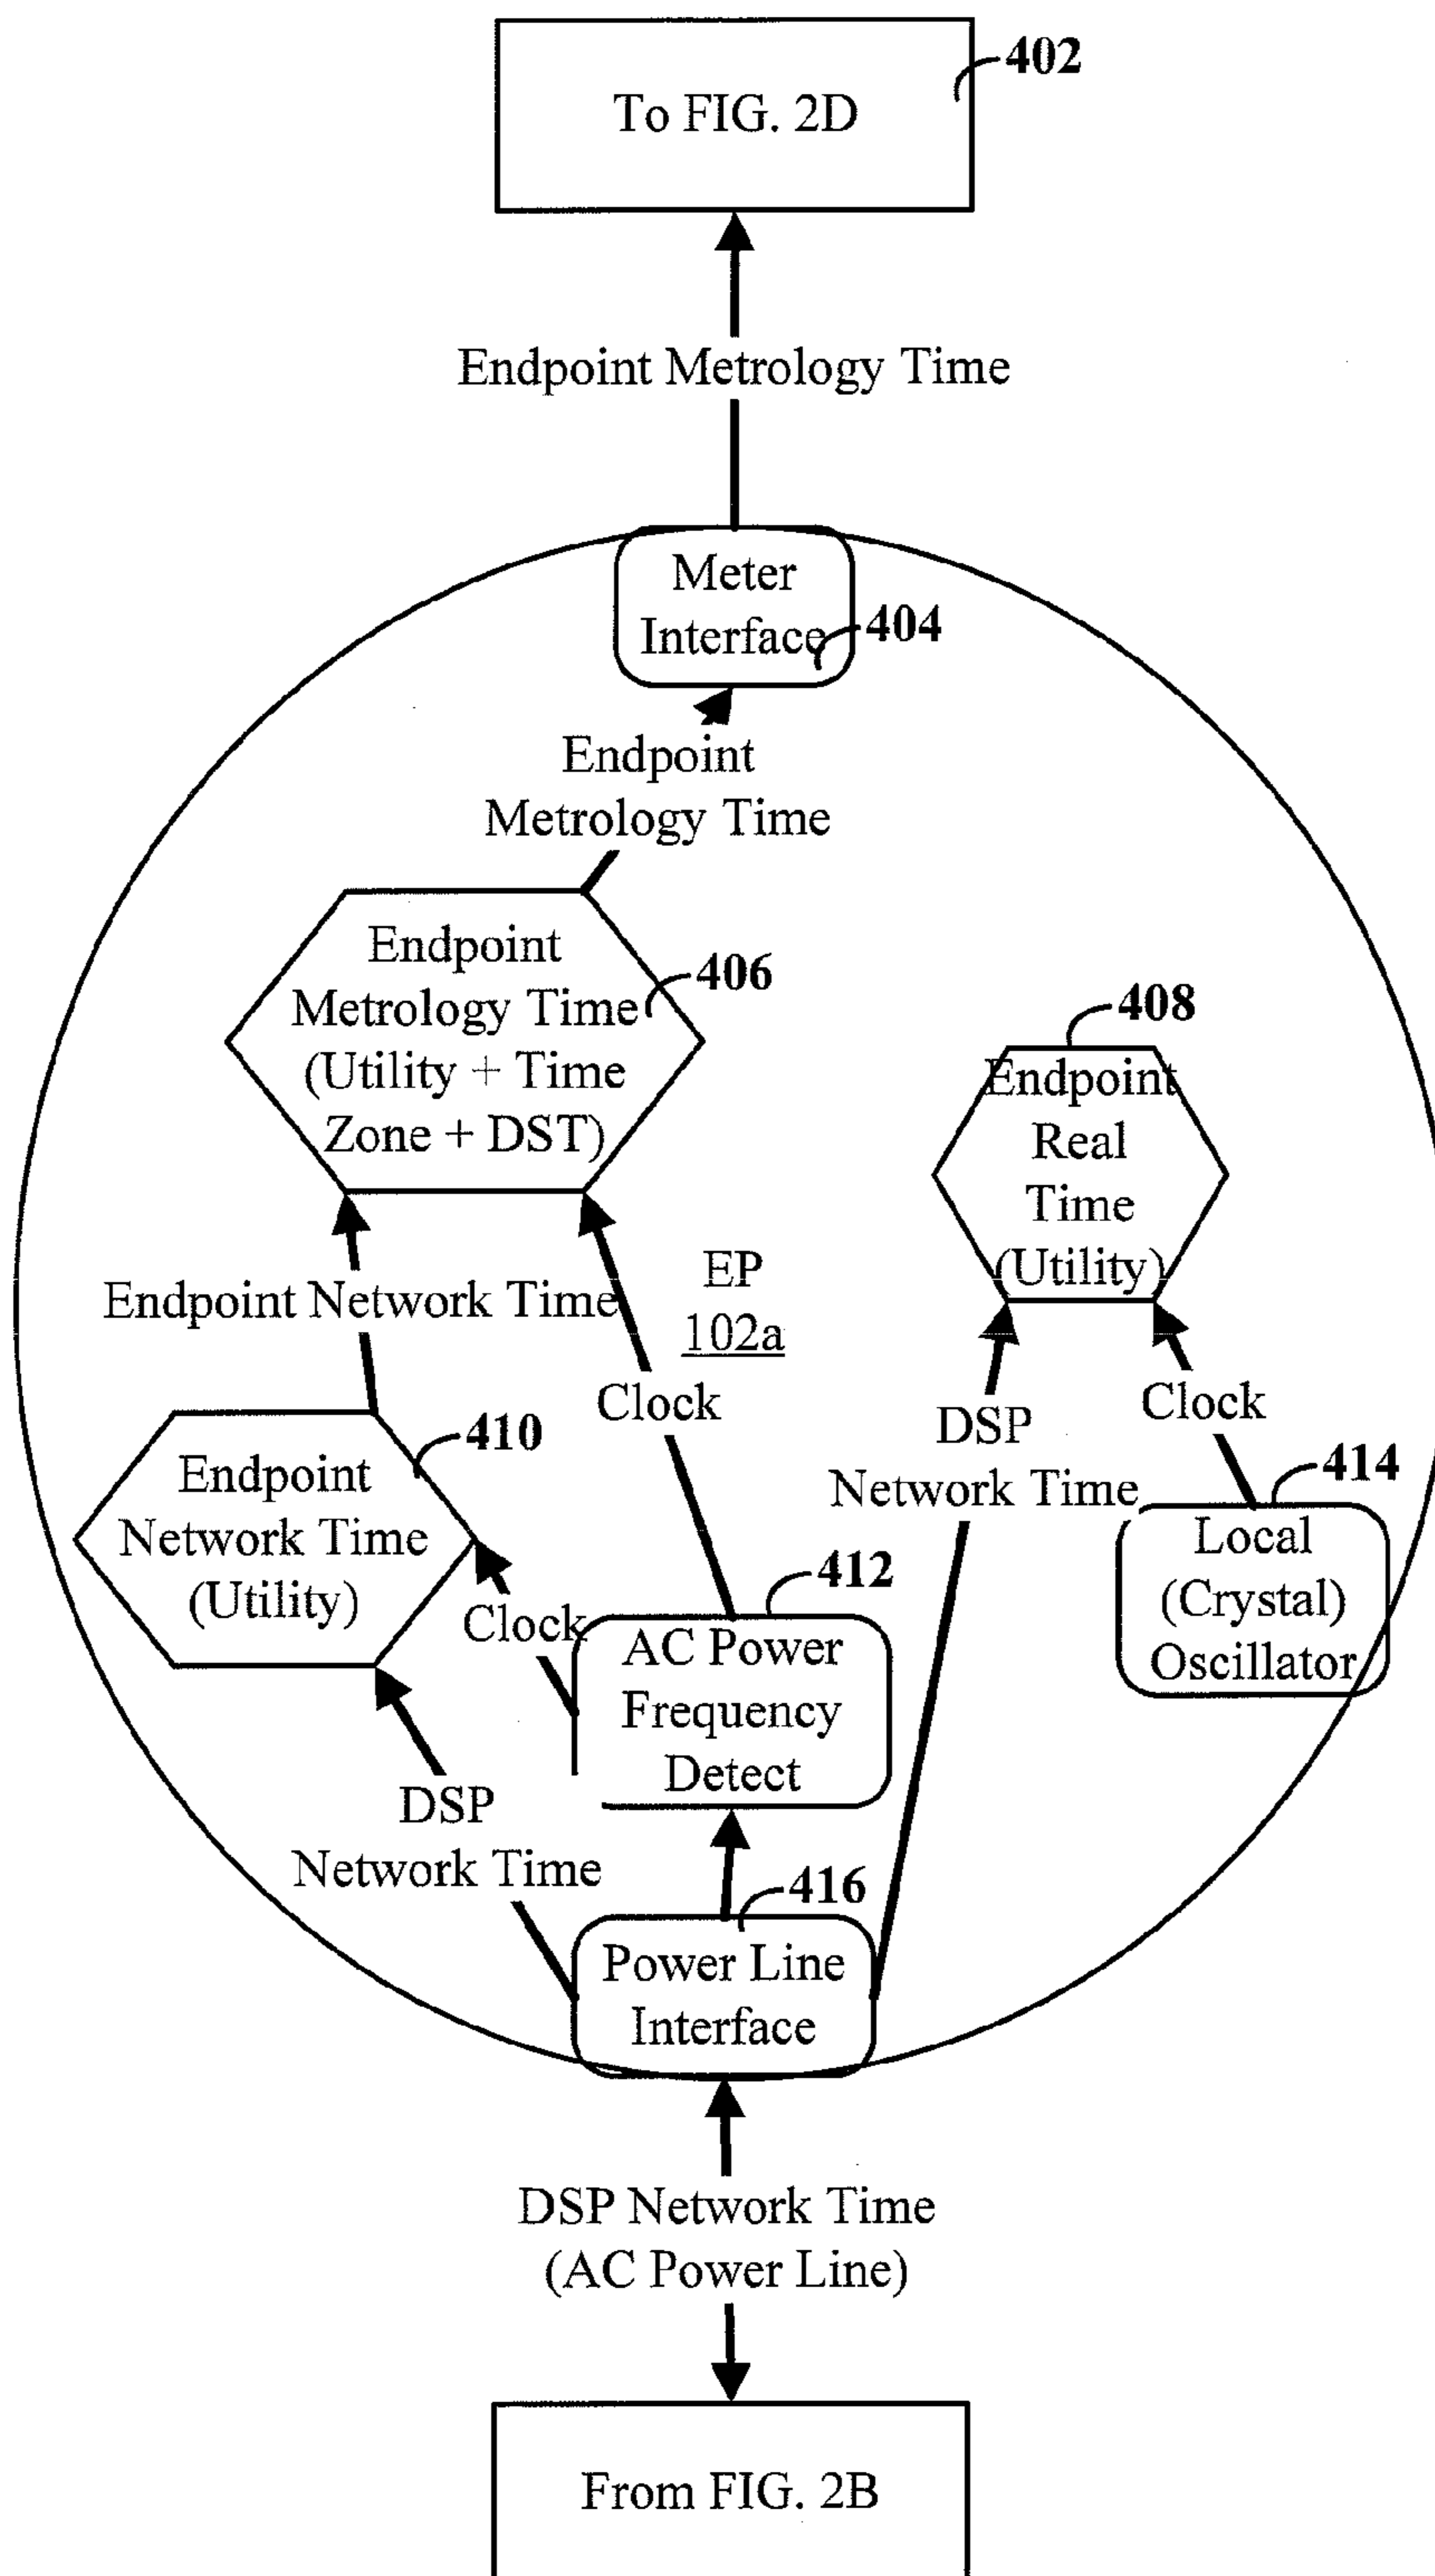 To FIG. 2D
402
Endpoint Metrology Time
Meter
Interface
404
Endpoint
Metrology Time
Endpoint
Metrology Time
(Utility + Time
Zone + DST)
406
408
Endpoint
Real
Time
(Utility)
Endpoint Network Time
EP
102a
Clock
DSP
Network Time
Clock
410
Endpoint
Network Time
(Utility)
414
Local
(Crystal)
Oscillator
412
Clock
AC Power
Frequency
Detect
DSP
Network Time
416
Power Line
Interface
DSP Network Time
(AC Power Line)
From FIG. 2B